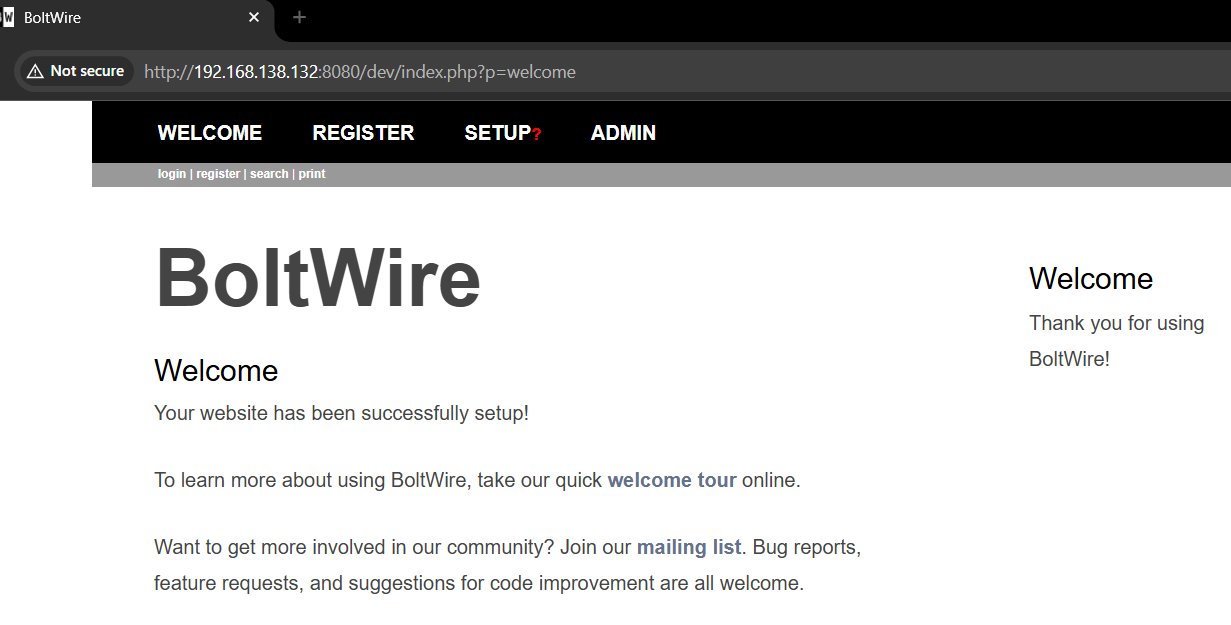 BoltWire
Not secure http://192.168.138.132:8080/dev/index.php?p=welcome
WELCOME REGISTER SETUP? ADMIN
login | register | search | print
BoltWire
Welcome
Your website has been successfully setup!
To learn more about using BoltWire, take our quick welcome tour online.
Want to get more involved in our community? Join our mailing list. Bug reports,
feature requests, and suggestions for code improvement are all welcome.
Welcome
Thank you for using
BoltWire!